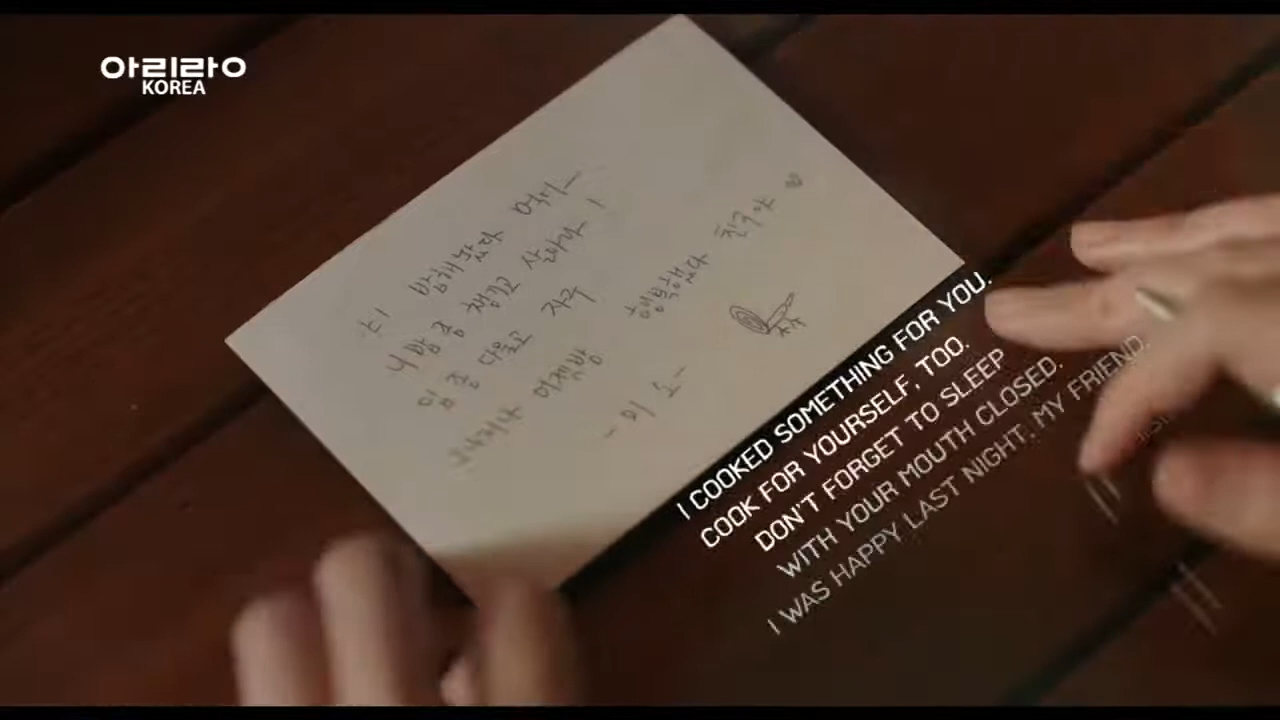 아리랑
KOREA
밥해놨다 먹어~
니 밥 좀 챙기고 살아라!
입 좀 다물고 자구
어젯밤 행복했다 친구야 ♡
- 미소 -
I COOKED SOMETHING FOR YOU.
COOK FOR YOURSELF, TOO.
DON'T FORGET TO SLEEP
WITH YOUR MOUTH CLOSED.
I WAS HAPPY LAST NIGHT, MY FRIEND.